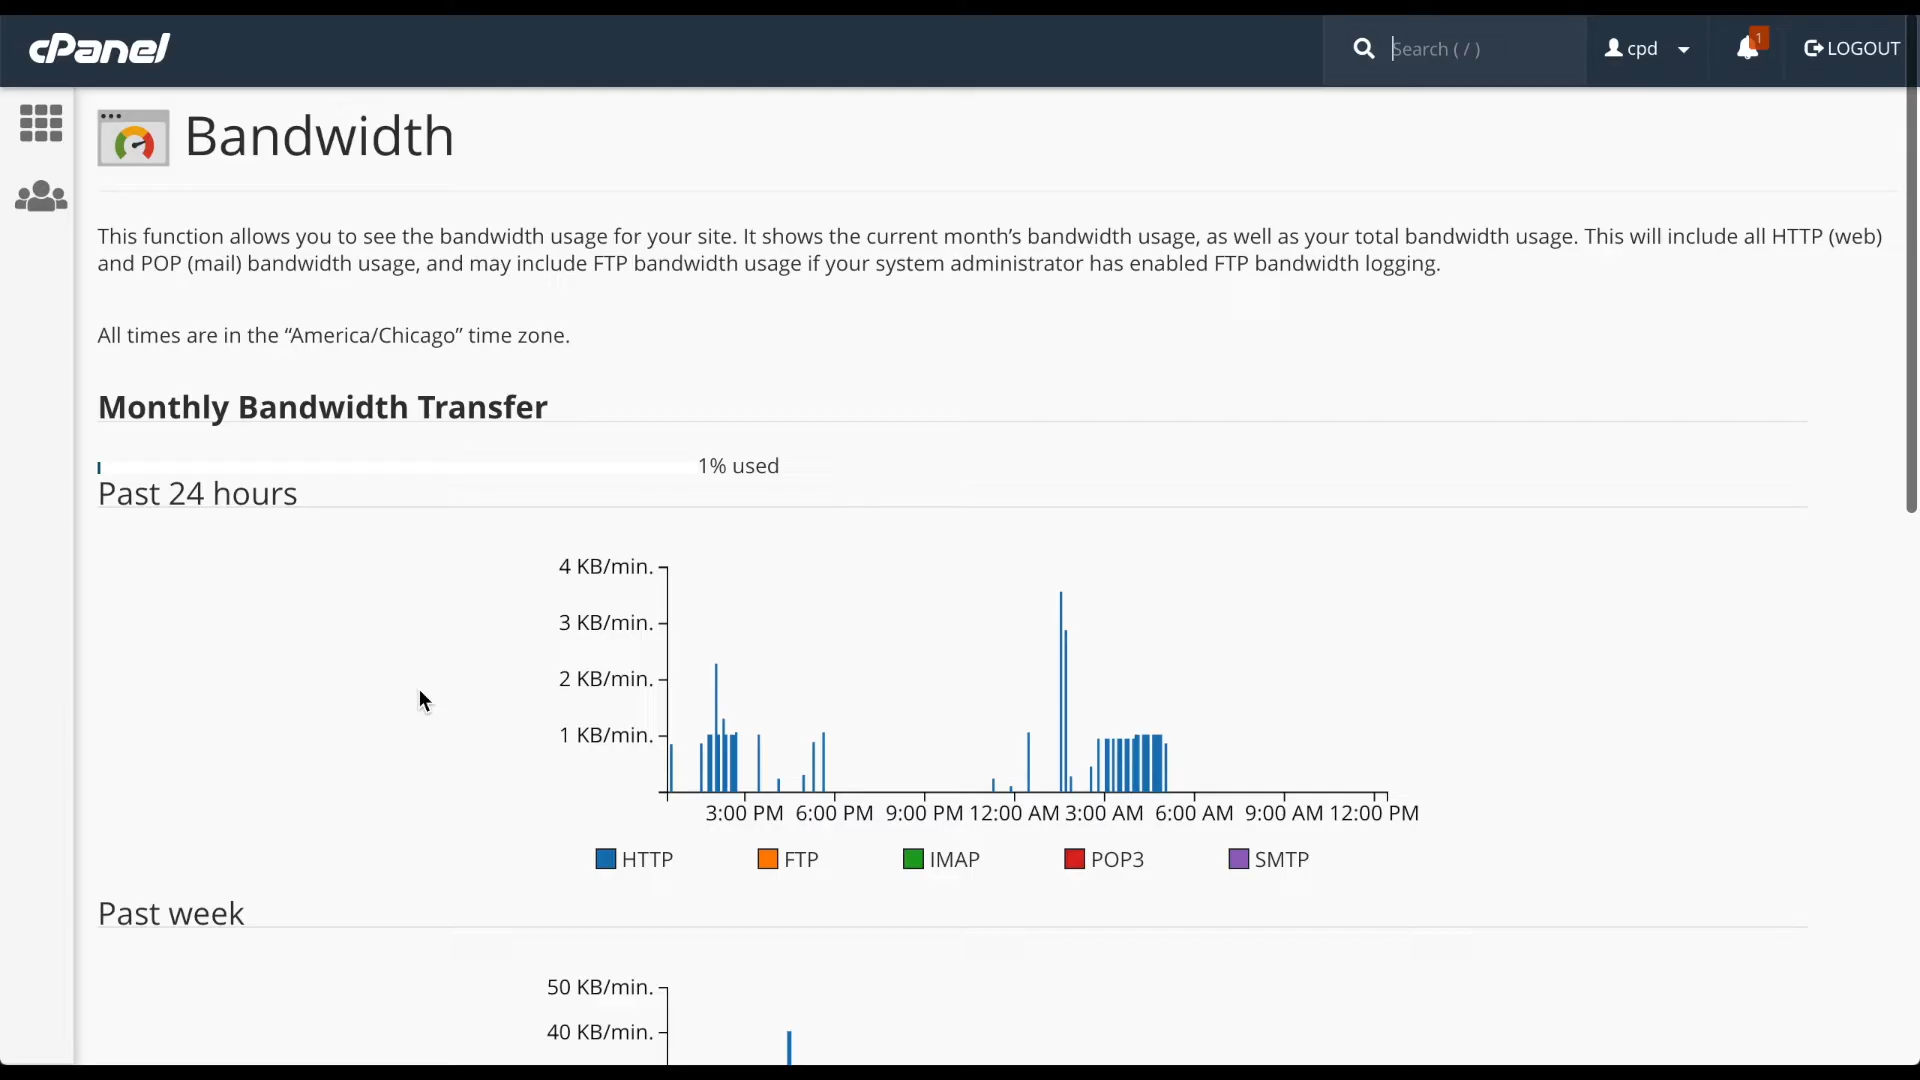 cPanel
Search ( / )
cpd
1
LOGOUT
Bandwidth
This function allows you to see the bandwidth usage for your site. It shows the current month’s bandwidth usage, as well as your total bandwidth usage. This will include all HTTP (web)
and POP (mail) bandwidth usage, and may include FTP bandwidth usage if your system administrator has enabled FTP bandwidth logging.
All times are in the “America/Chicago” time zone.
Monthly Bandwidth Transfer
1% used
Past 24 hours
4 KB/min.
3 KB/min.
2 KB/min.
1 KB/min.
3:00 PM 6:00 PM 9:00 PM 12:00 AM 3:00 AM 6:00 AM 9:00 AM 12:00 PM
HTTP FTP IMAP POP3 SMTP
Past week
50 KB/min.
40 KB/min.